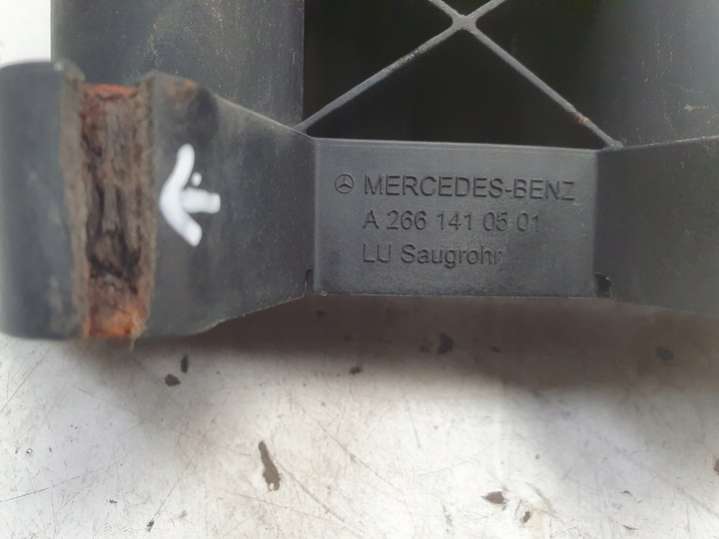 MERCEDES-BENZ
A 266 141 05 01
LU Saugrohr